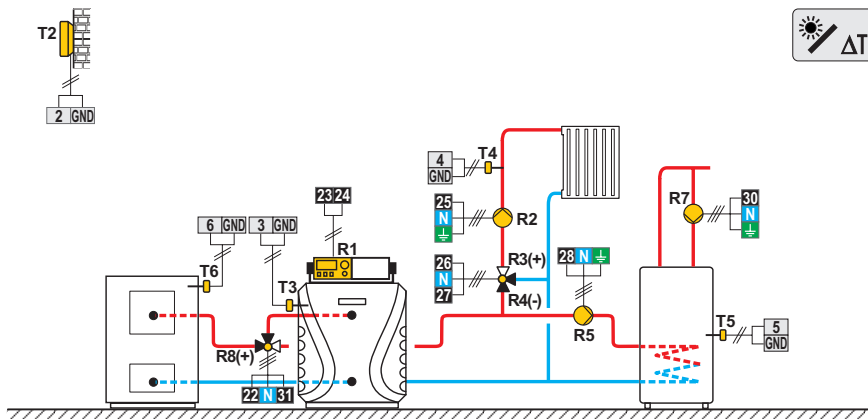 T2
ΔT
2 GND
4
GND
T4
23 24
25
N
R2
R7
30
N
6 GND
3 GND
R1
T6
T3
R3(+)
26
N
27
28 N
R4(-)
R5
T5
5
GND
R8(+)
22 N 31